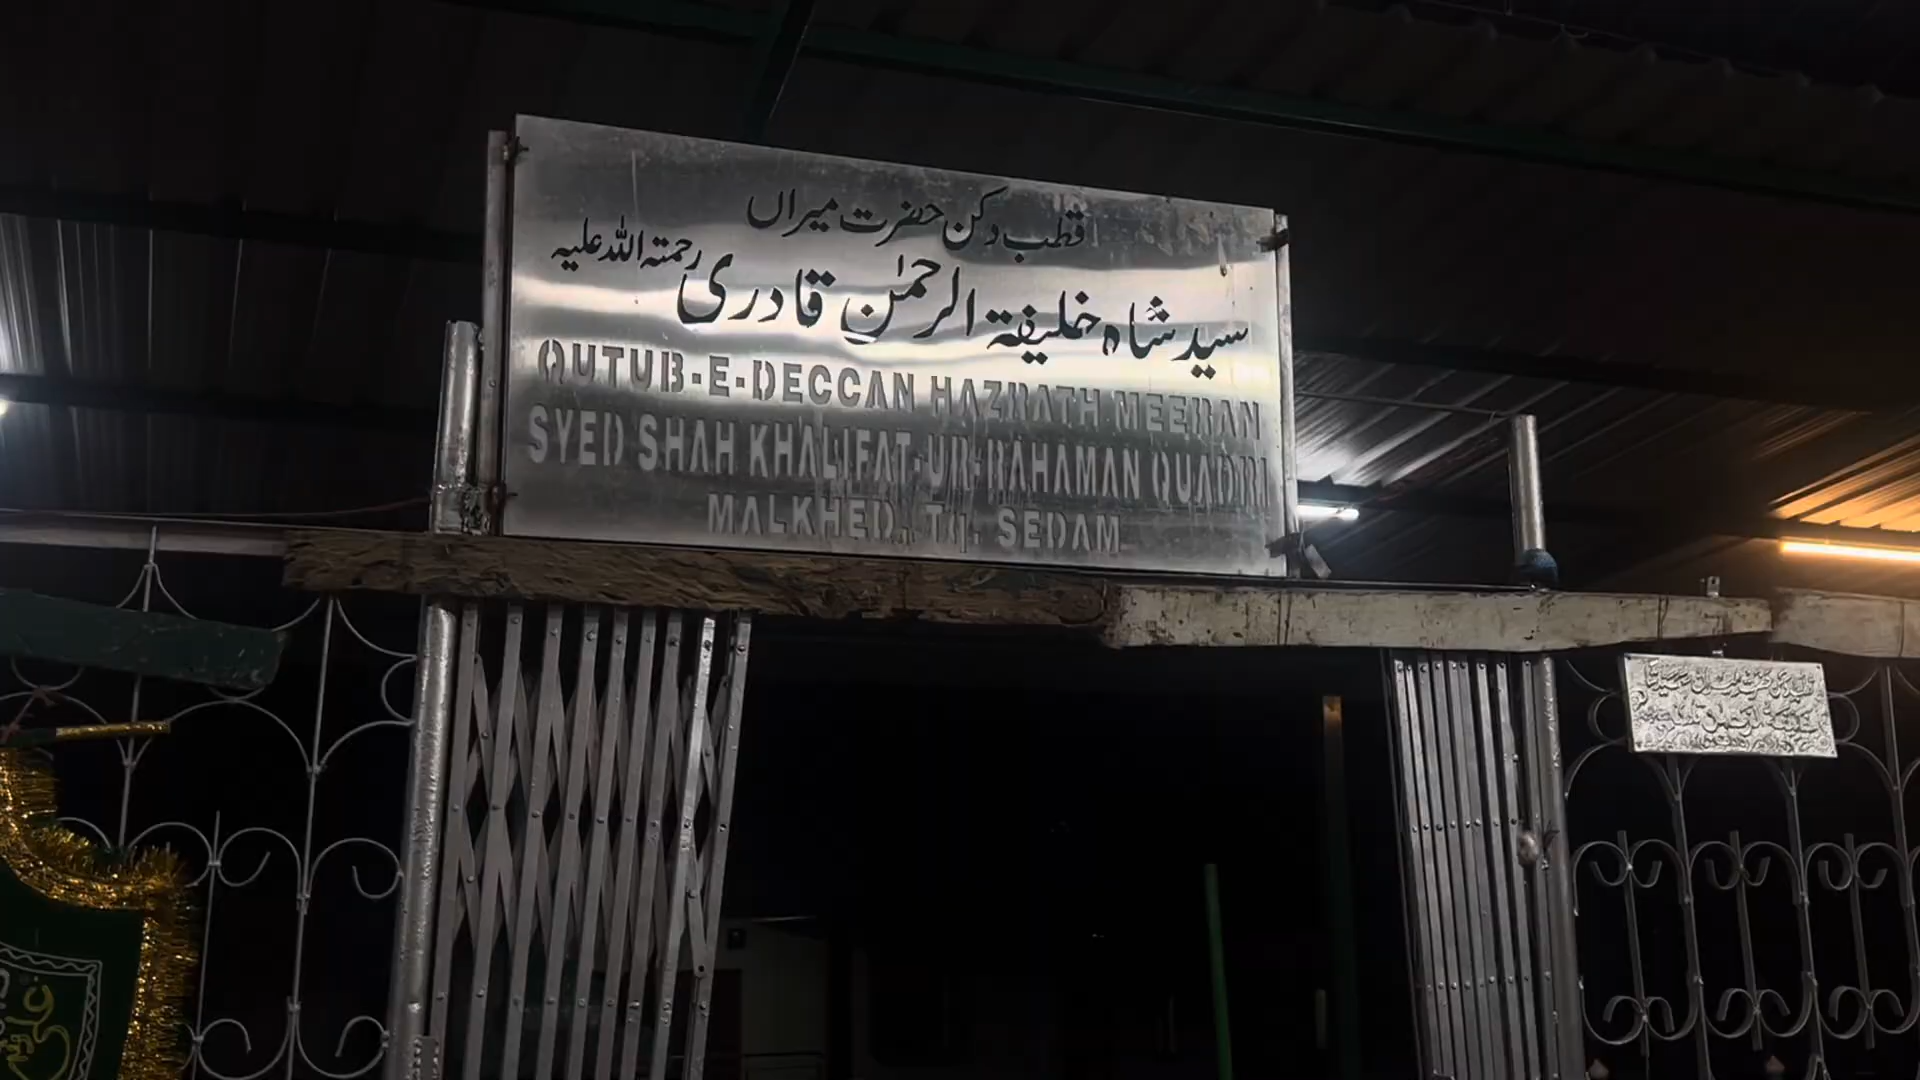 قطب دکن حضرت میراں
سید شاہ خلیفۃ الرحمٰن قادری رحمتہ اللہ علیہ
QUTUB-E-DECCAN HAZRATH MEERAN
SYED SHAH KHALIFAT-UR-RAHAMAN QUADRI
MALKHED. TQ. SEDAM